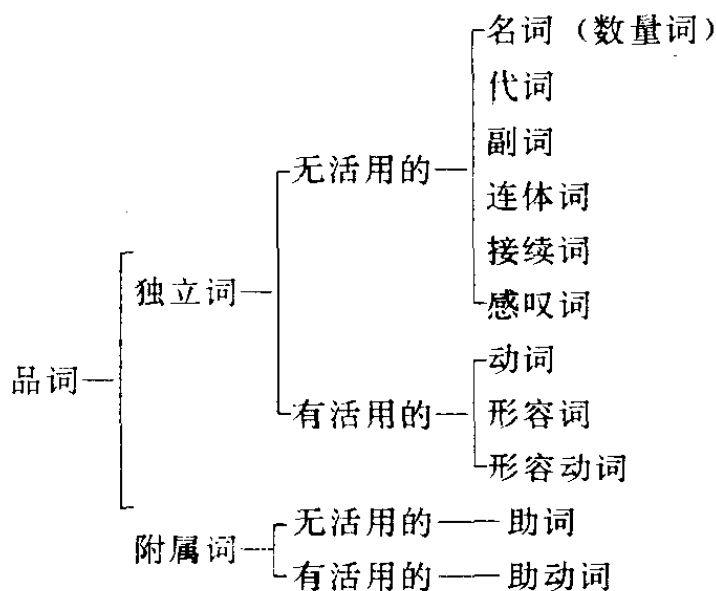 名词（数量词）
代词
副词
无活用的
连体词
接续词
独立词
感叹词
动词
品词
有活用的
形容词
形容动词
无活用的——助词
附属词
有活用的——助动词